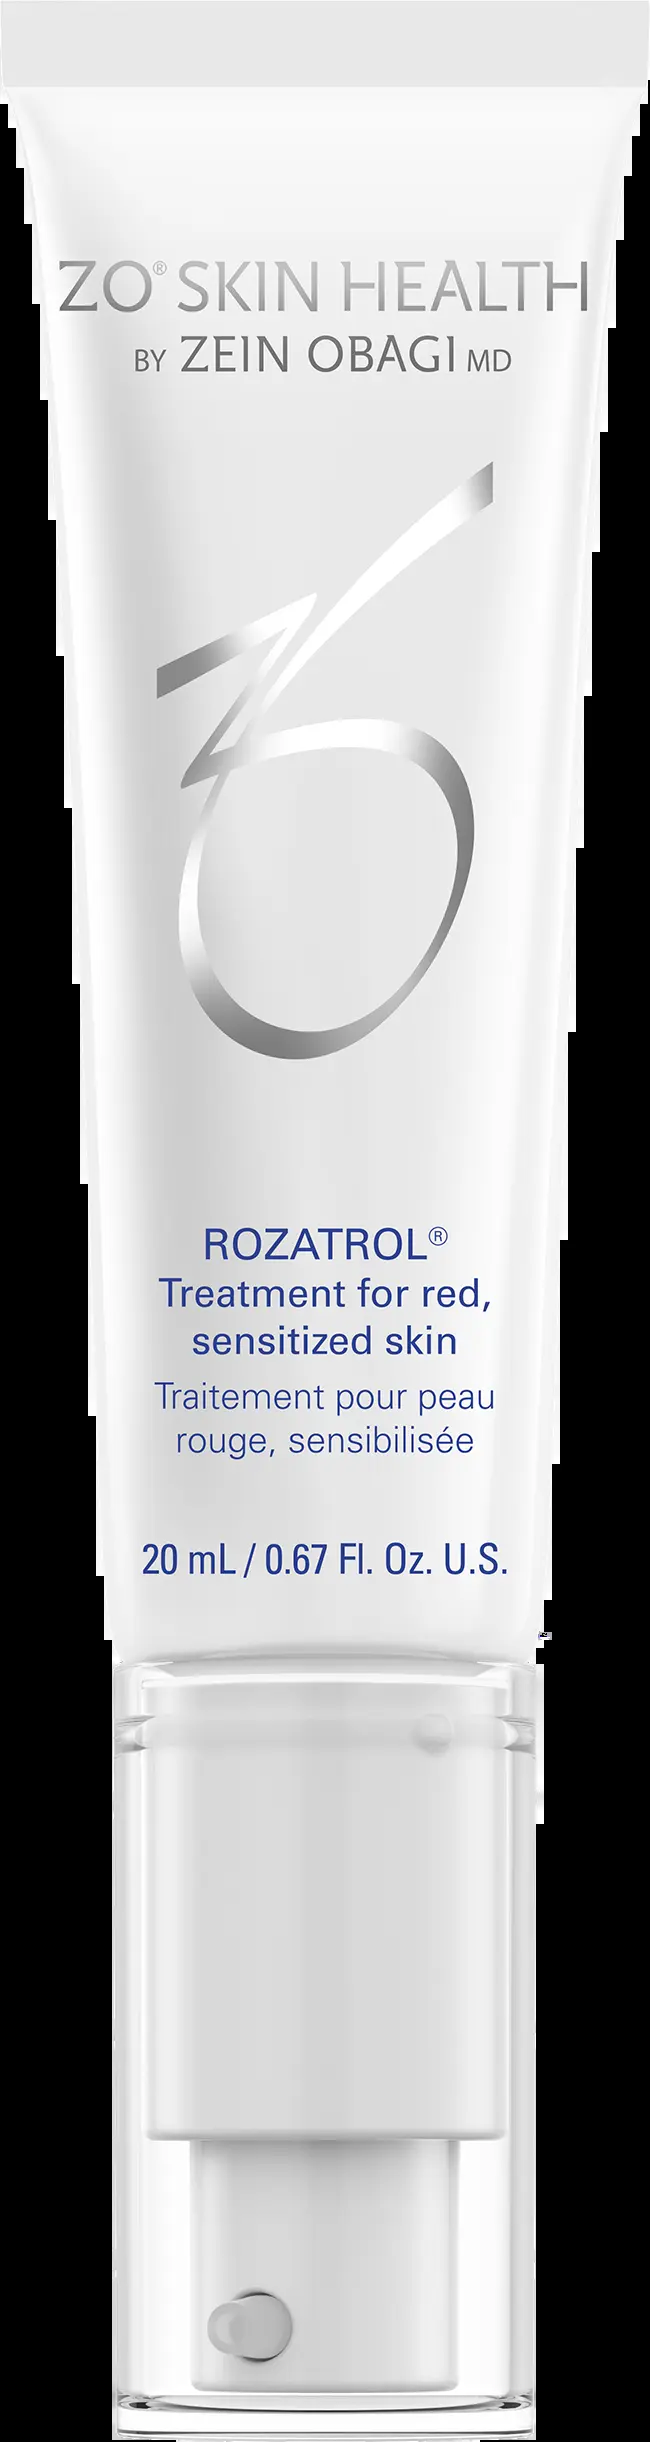 ZO® SKIN HEALTH
BY ZEIN OBAGI MD
ROZATROL®
Treatment for red,
sensitized skin
Traitement pour peau
rouge, sensibilisée
20 mL / 0.67 Fl. Oz. U.S.